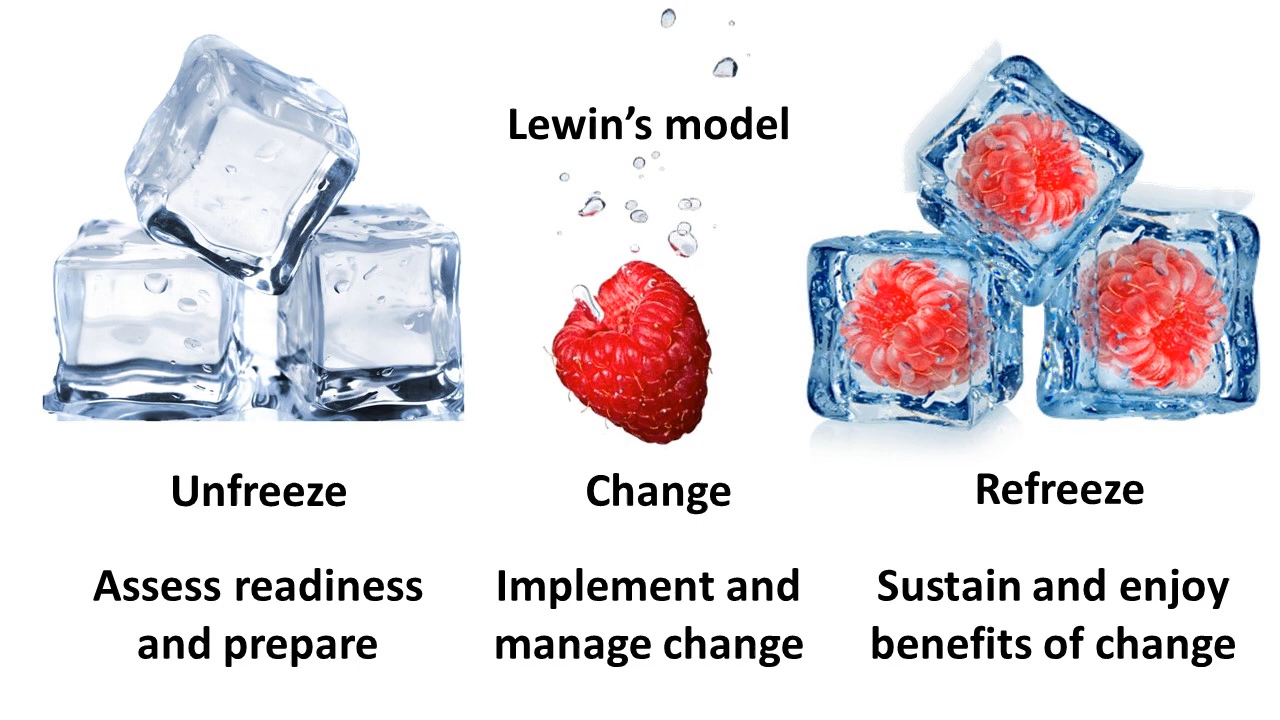 Lewin’s model
Unfreeze
Change
Refreeze
Assess readiness
and prepare
Implement and
manage change
Sustain and enjoy
benefits of change